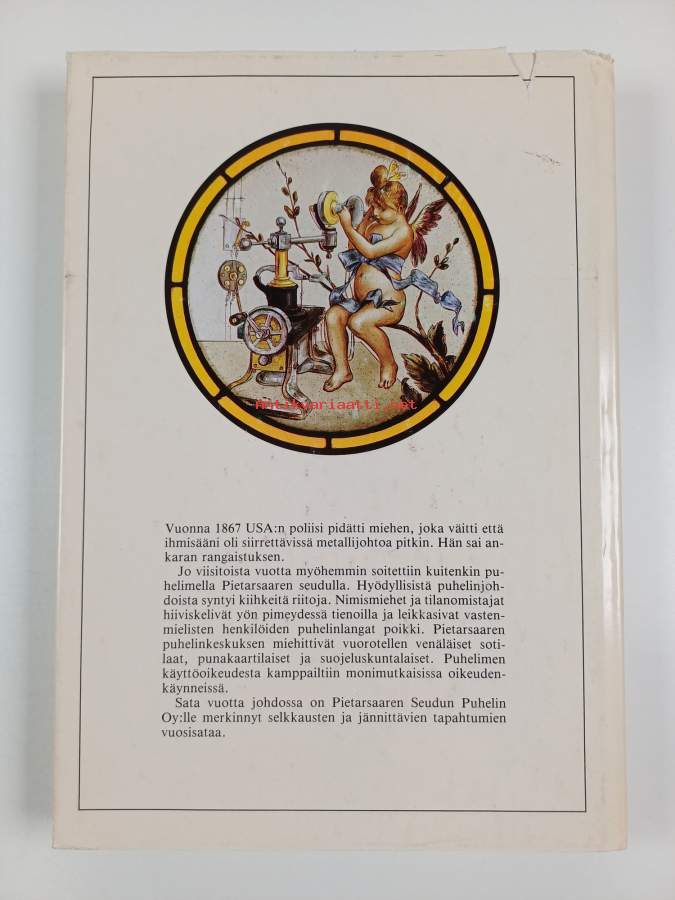 Antikvariaatti.net
Vuonna 1867 USA:n poliisi pidätti miehen, joka väitti että
ihmisääni oli siirrettävissä metallijohtoa pitkin. Hän sai an-
karan rangaistuksen.
Jo viisitoista vuotta myöhemmin soitettiin kuitenkin pu-
helimella Pietarsaaren seudulla. Hyödyllisistä puhelinjoh-
doista syntyi kiihkeitä riitoja. Nimismiehet ja tilanomistajat
hiiviskelivät yön pimeydessä tienoilla ja leikkasivat vasten-
mielisten henkilöiden puhelinlangat poikki. Pietarsaaren
puhelinkeskuksen miehittivät vuorotellen venäläiset soti-
laat, punakaartilaiset ja suojeluskuntalaiset. Puhelimen
käyttöoikeudesta kamppailtiin monimutkaisissa oikeuden-
käynneissä.
Sata vuotta johdossa on Pietarsaaren Seudun Puhelin
Oy:lle merkinnyt selkkausten ja jännittävien tapahtumien
vuosisataa.